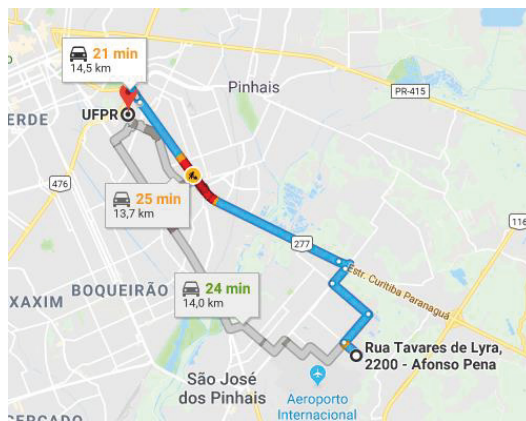 21 min
14,5 km
Pinhais
PR-415
UFPR
ERDE
476
25 min
13,7 km
277
116
Estr. Curitiba Paranaguá
BOQUEIRÃO
AXAXIM
24 min
14,0 km
Rua Tavares de Lyra,
2200 - Afonso Pena
São José
dos Pinhais
Aeroporto
Internacional